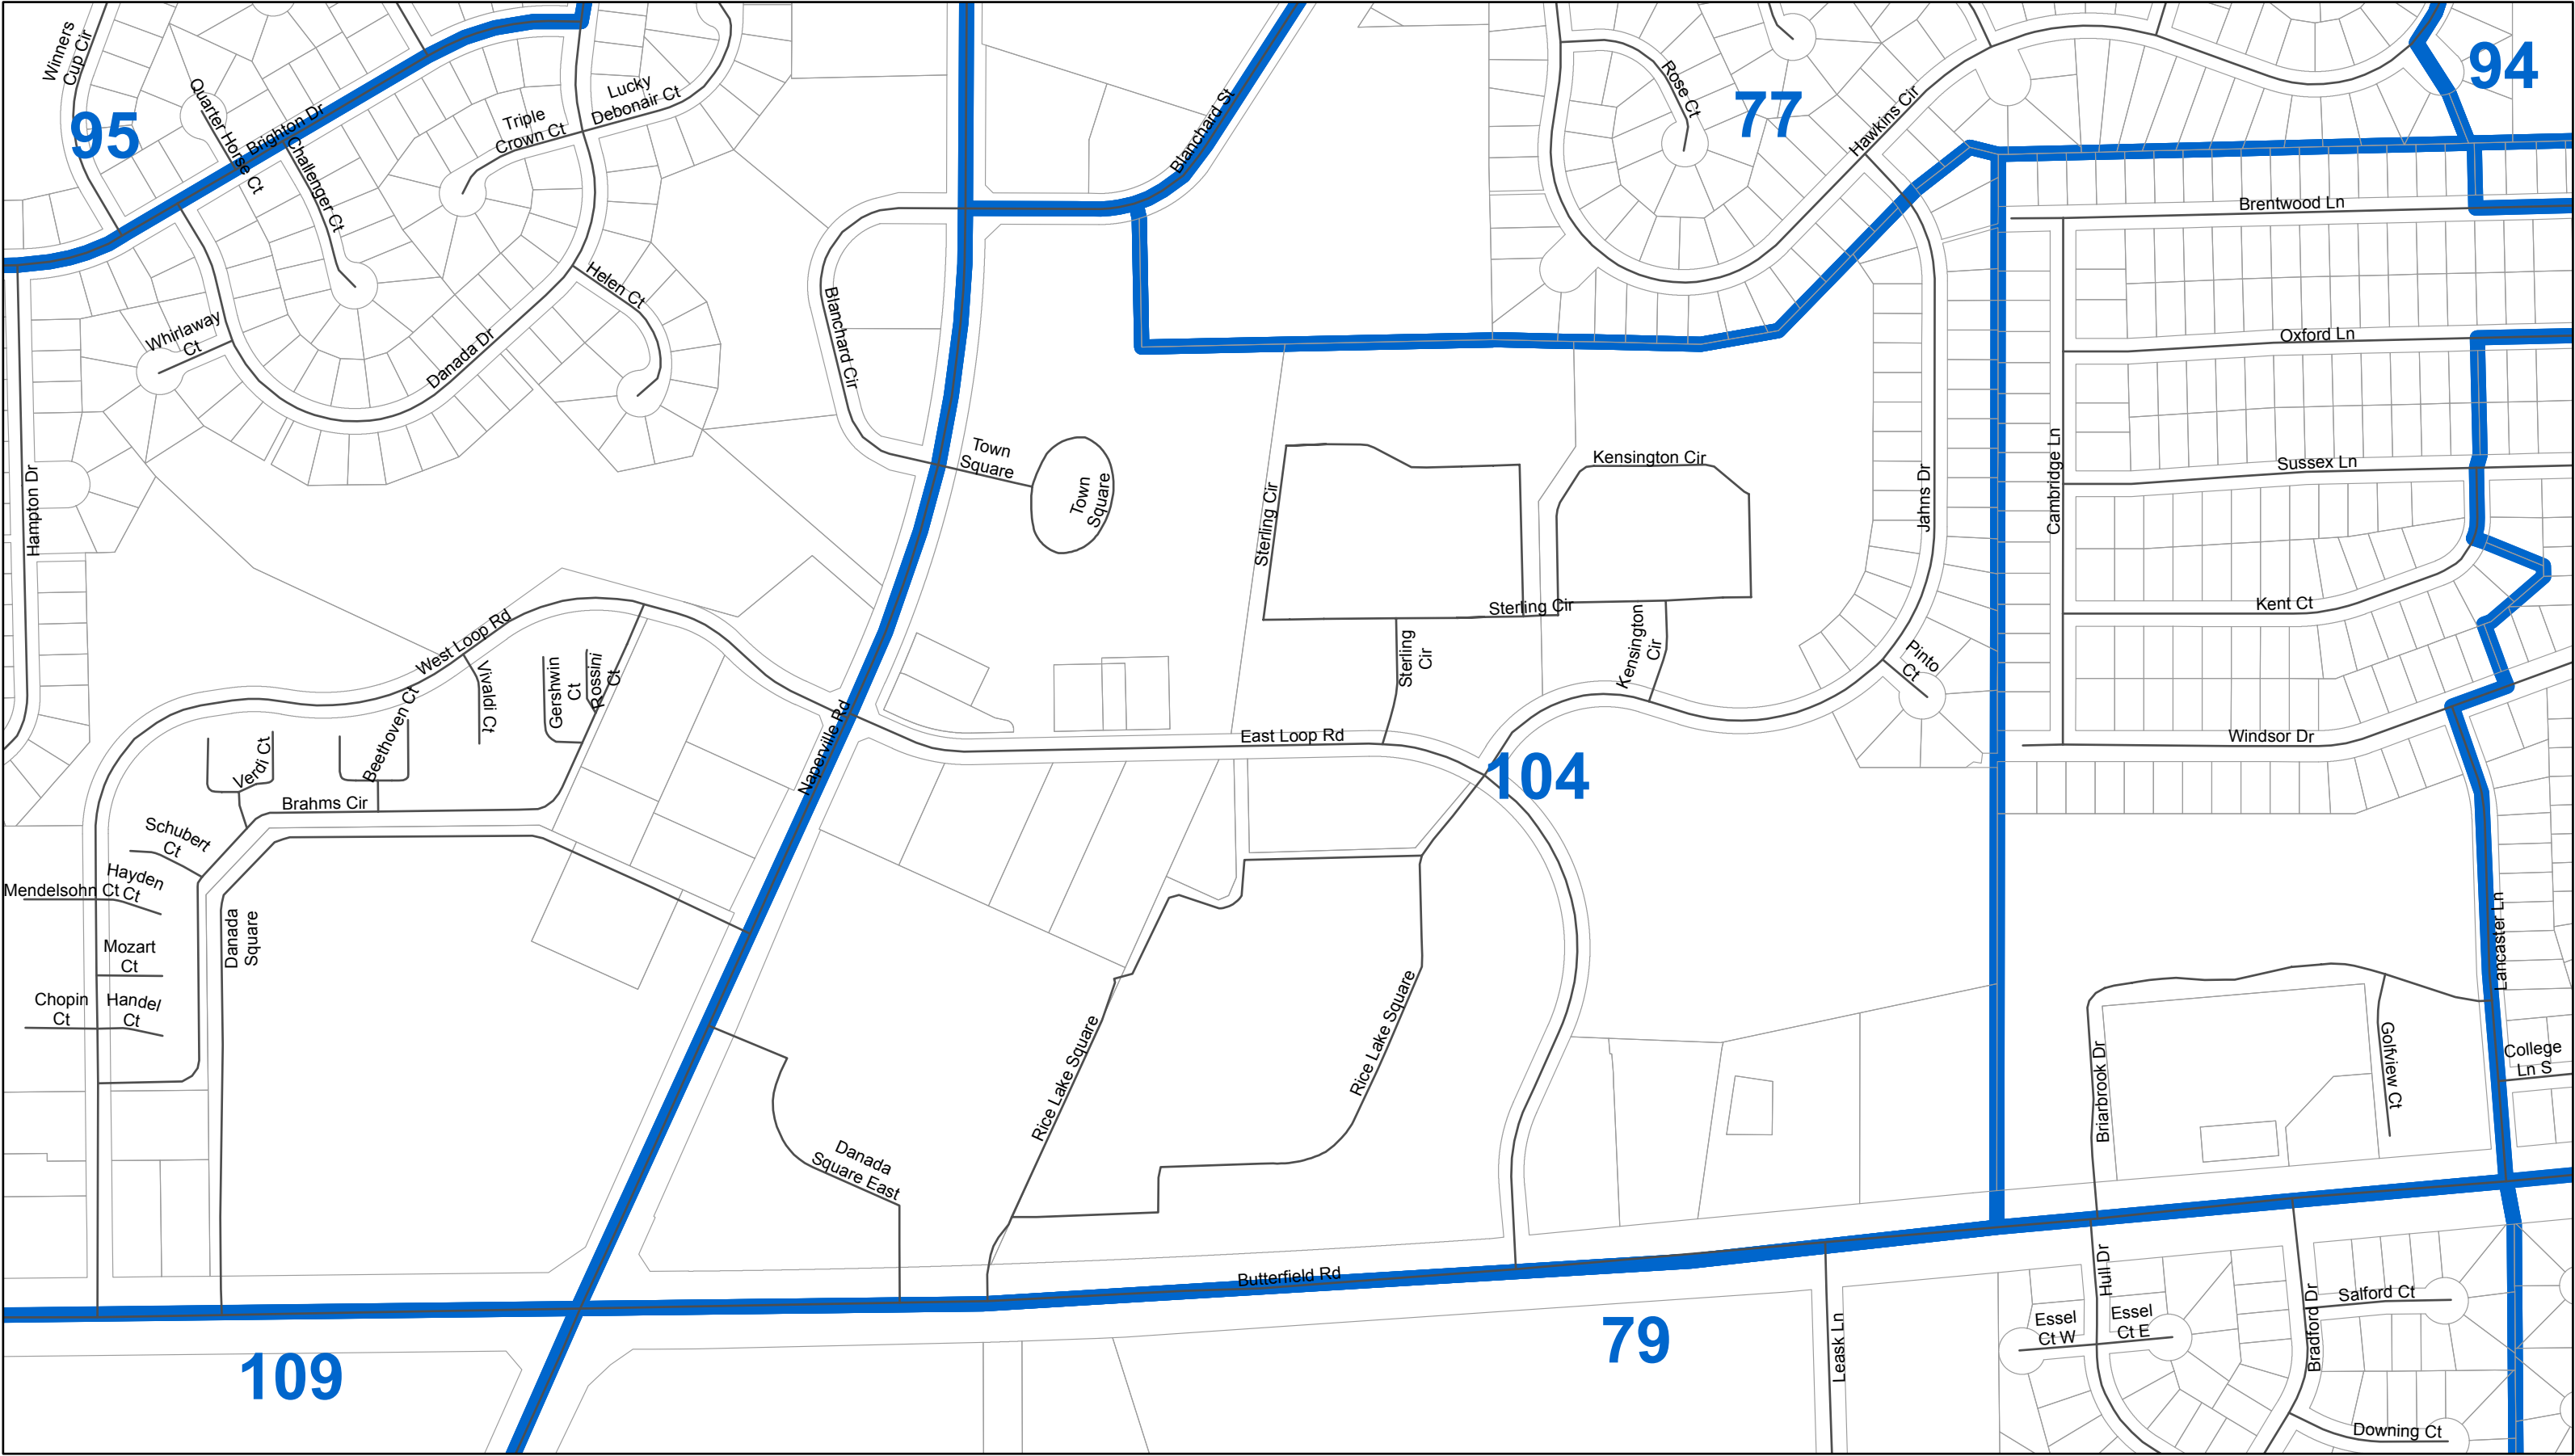 Winners
Cup Cir
95
Quarter Horse Ct
Brighton Dr
Challenger Ct
Triple
Crown Ct
Lucky
Debonair Ct
Blanchard St
Rose Ct
77
Hawkins Cir
94
Brentwood Ln
Helen Ct
Whirlaway
Ct
Danada Dr
Blanchard Cir
Oxford Ln
Hampton Dr
Town
Square
Town
Square
Sterling Cir
Kensington Cir
Jahns Dr
Cambridge Ln
Sussex Ln
West Loop Rd
Vivaldi Ct
Gershwin
Ct
Rossini
Ct
Sterling Cir
Sterling
Cir
Kensington
Cir
Pinto
Ct
Kent Ct
Verdi Ct
Beethoven Ct
Naperville Rd
East Loop Rd
104
Windsor Dr
Brahms Cir
Schubert
Ct
Hayden
Ct
Mendelsohn Ct
Mozart
Ct
Danada
Square
Chopin
Ct
Handel
Ct
Lancaster Ln
Rice Lake Square
Rice Lake Square
Briarbrook Dr
Golfview Ct
College
Ln S
Danada
Square East
Butterfield Rd
109
79
Leask Ln
Hull Dr
Essel
Ct W
Essel
Ct E
Bradford Dr
Salford Ct
Downing Ct